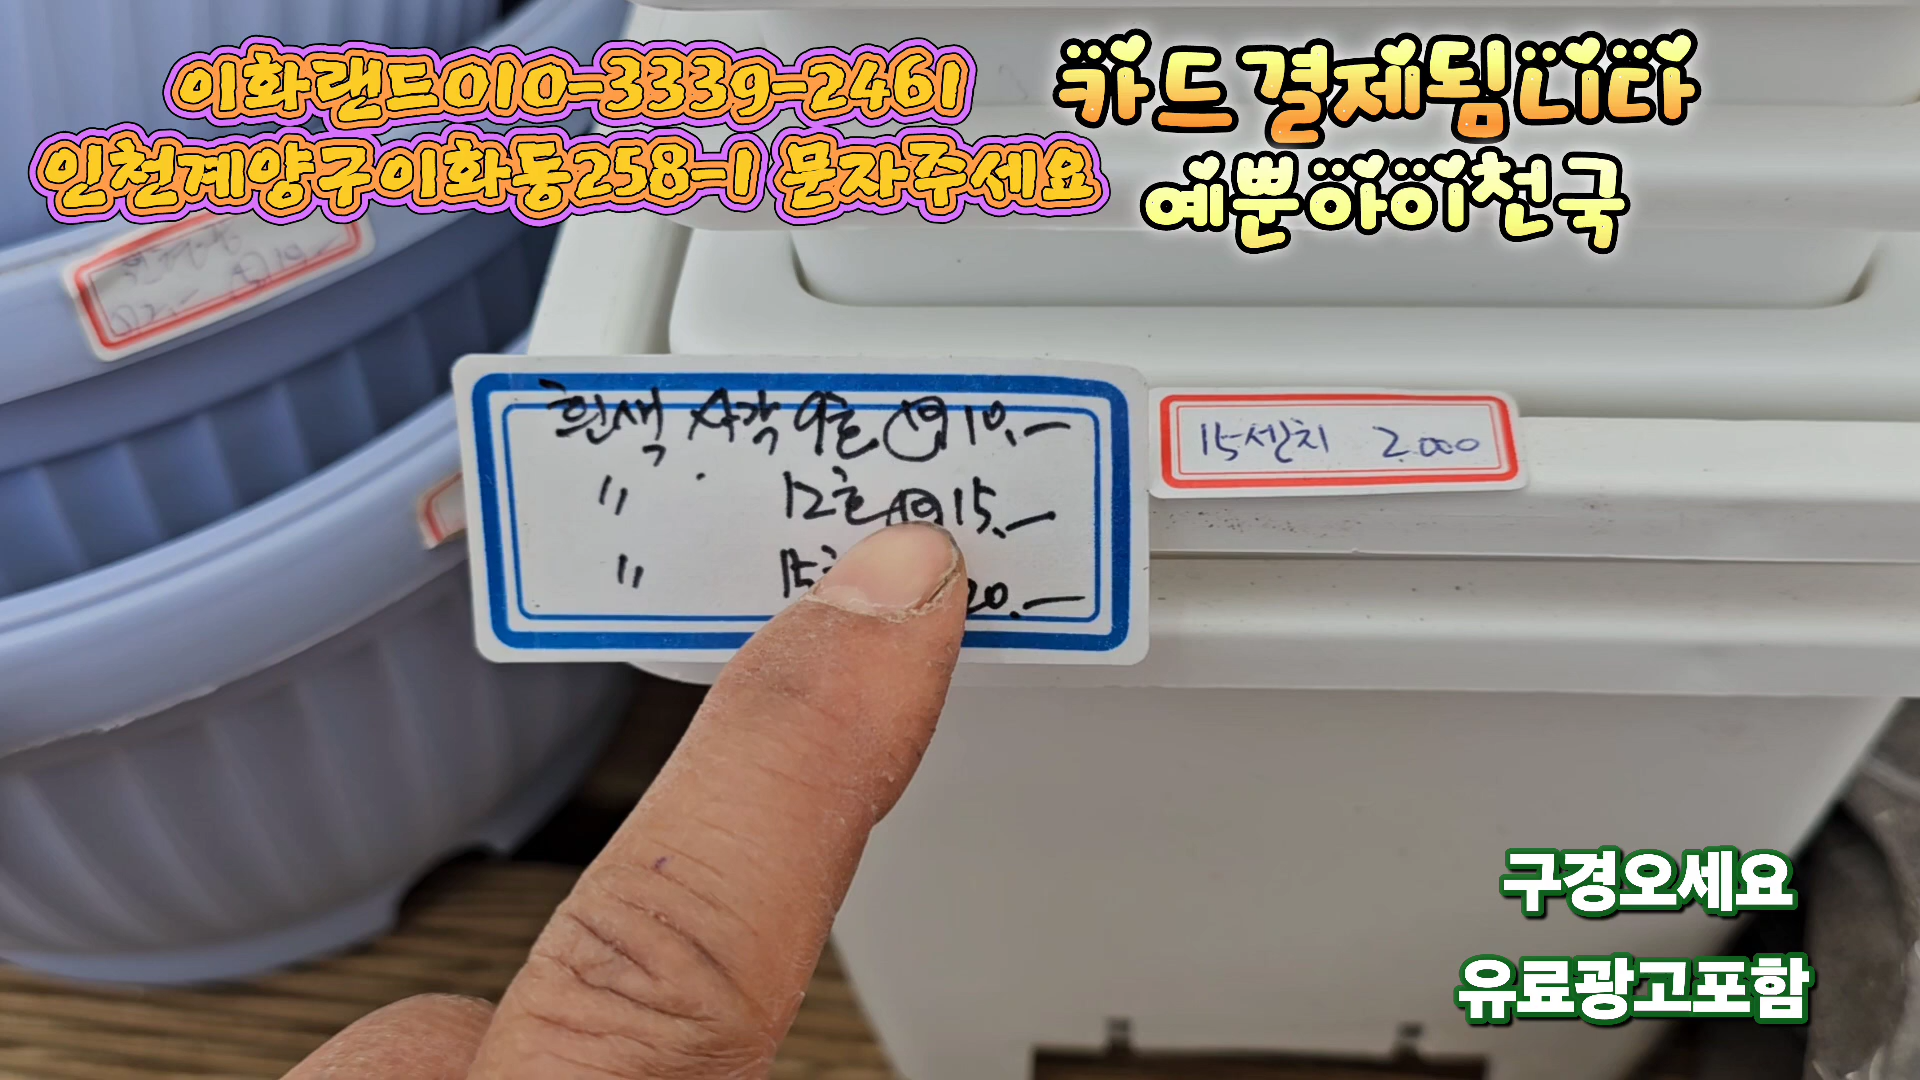 이화랜드010-3339-2461
인천계양구이화동258-1 문자주세요
카드결제됩니다
예쁜아이천국
흰색 사각 9호 10.-
〃 12호 15.-
〃 15 20.-
15센치 2.000
구경오세요
유료광고포함